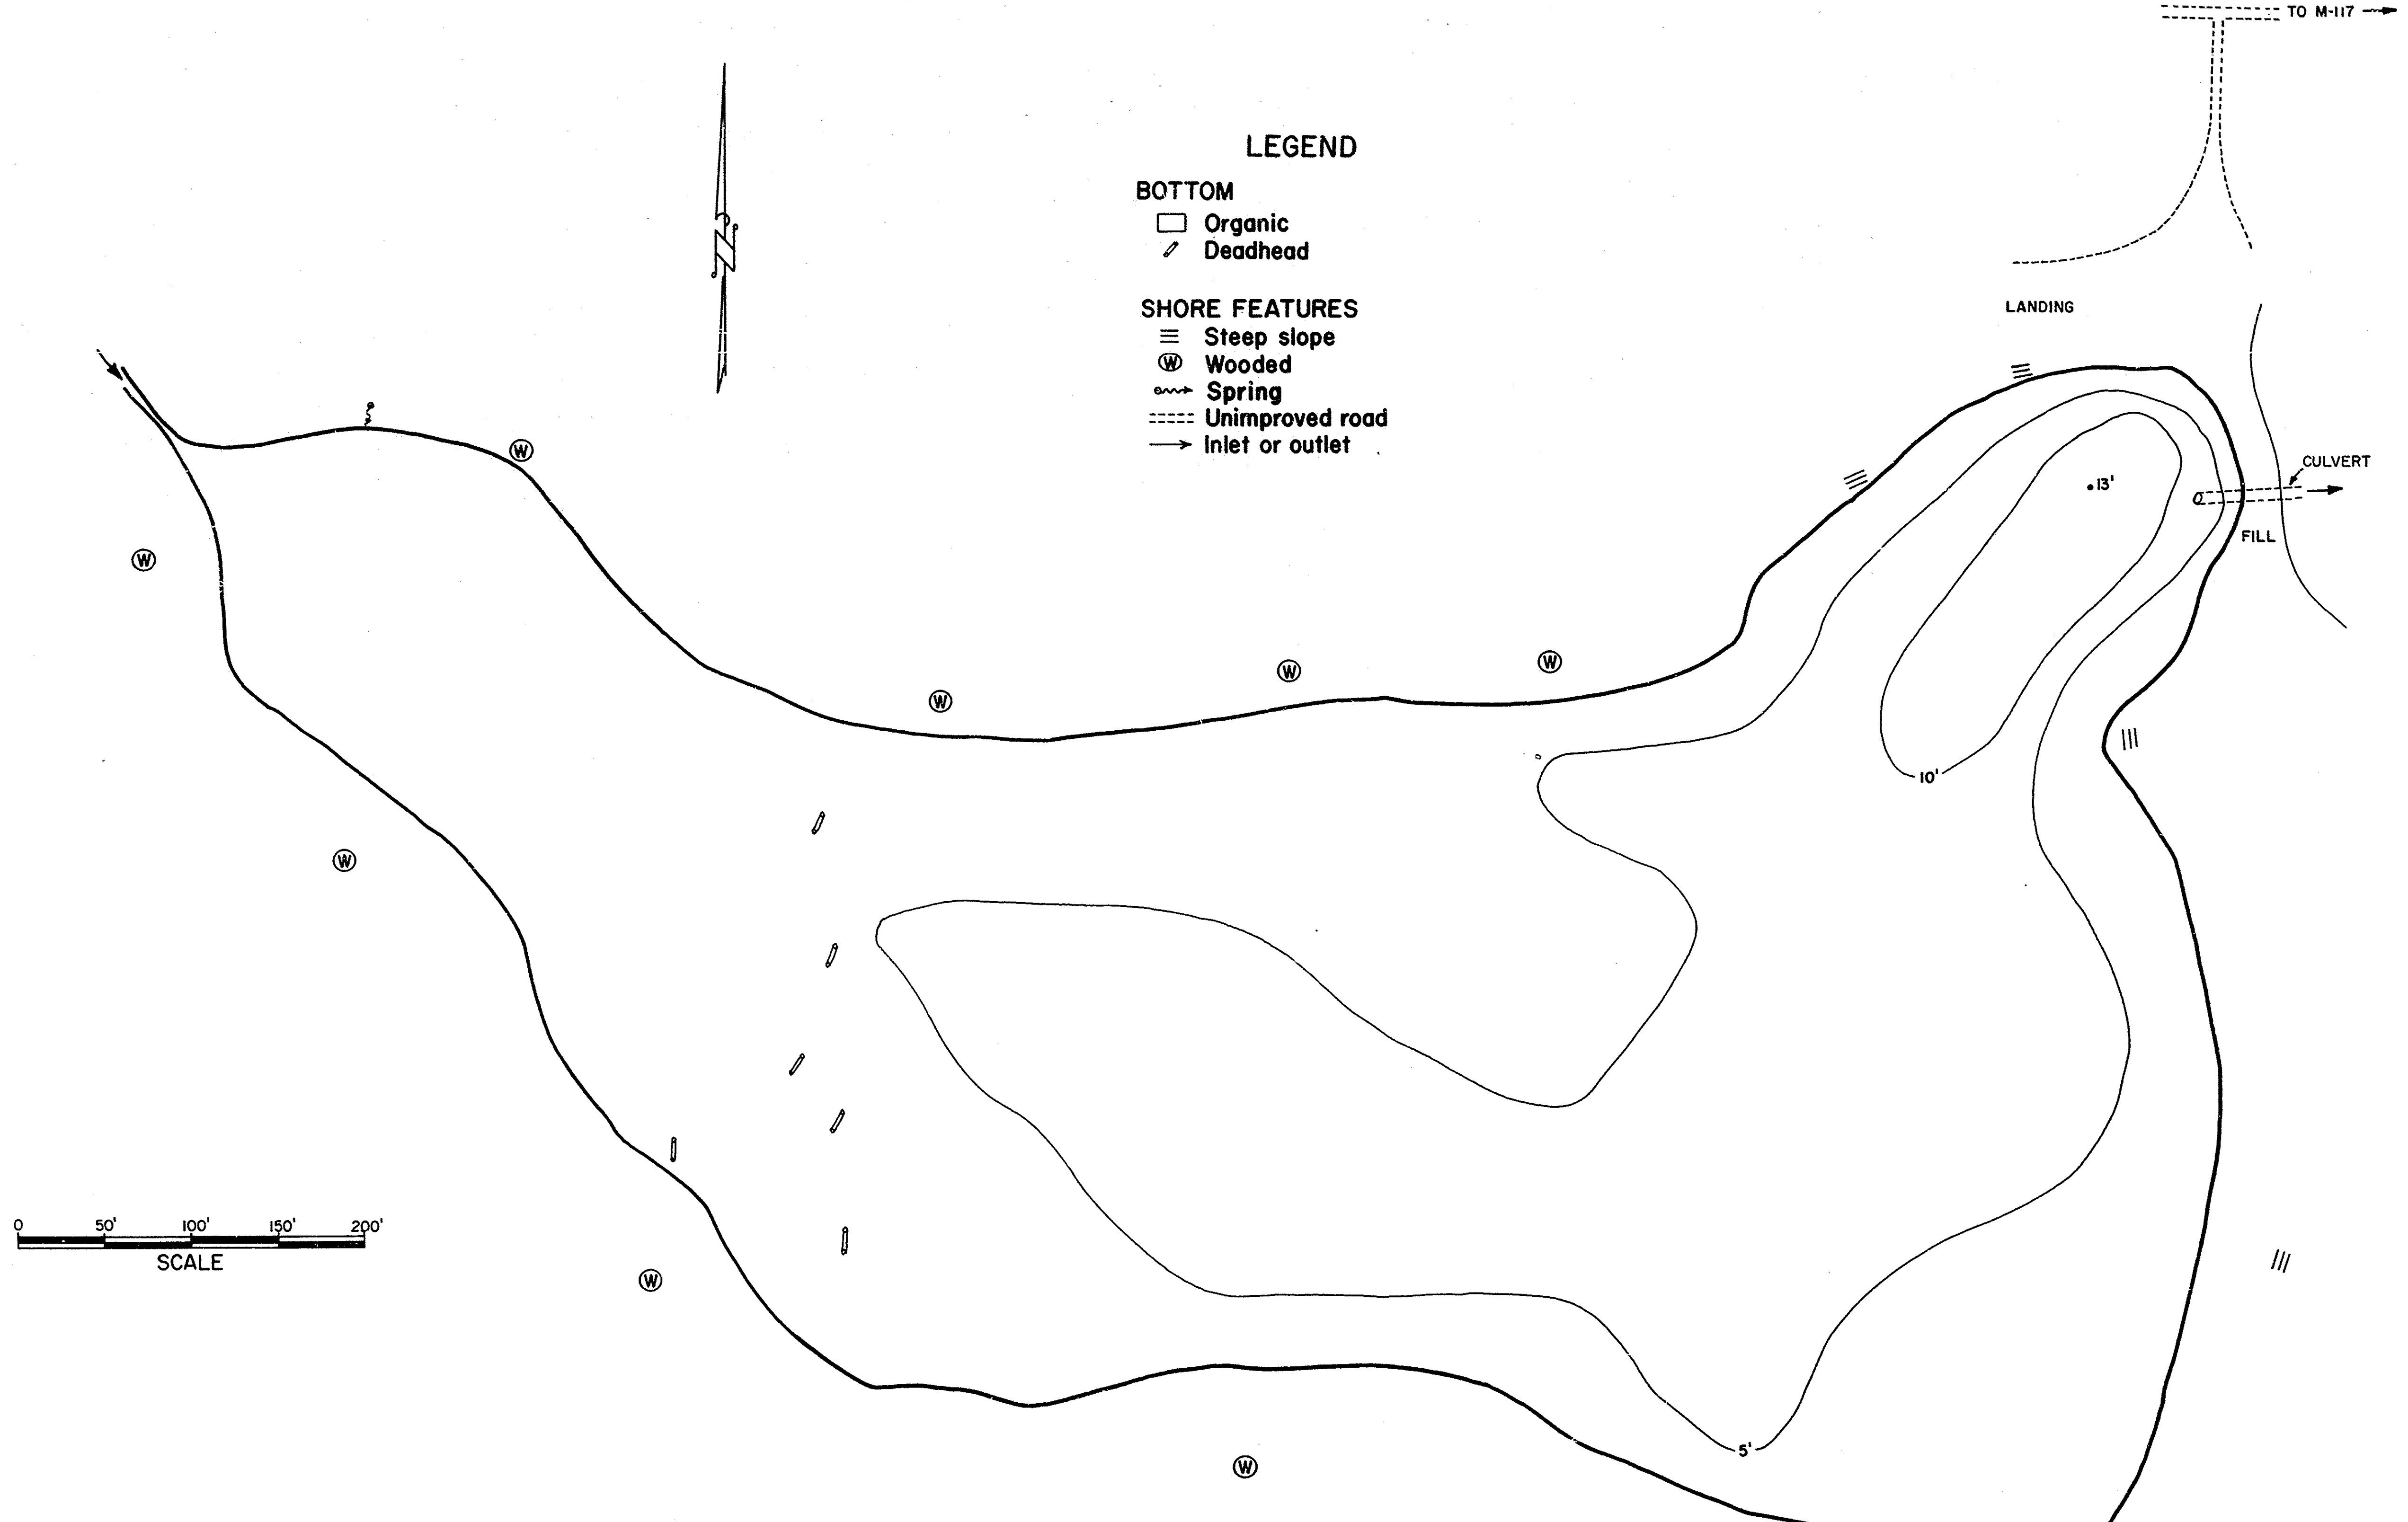 TO M-117
N
LEGEND
BOTTOM
Organic
Deadhead
SHORE FEATURES
Steep slope
W Wooded
Spring
Unimproved road
Inlet or outlet
LANDING
CULVERT
13'
FILL
W
W
W
W
W
W
10'
W
0 50' 100' 150' 200'
SCALE
W
5'
W